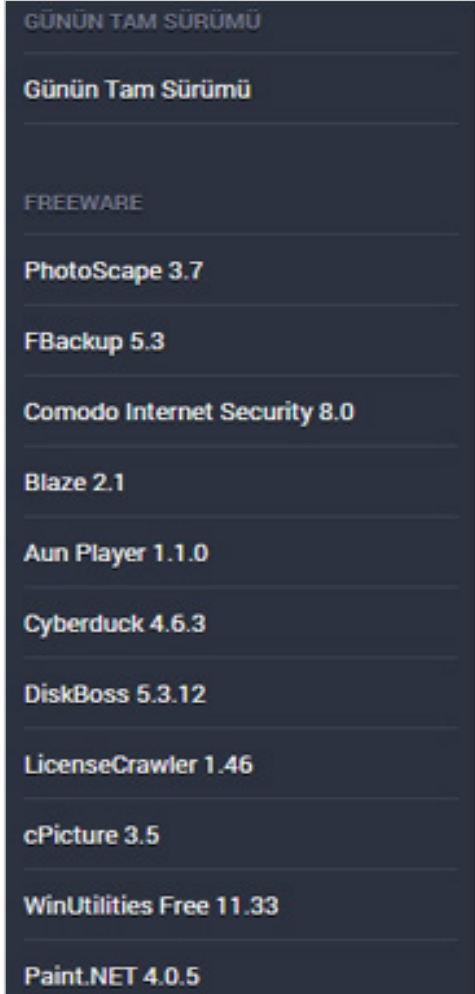 GÜNÜN TAM SÜRÜMÜ
Günün Tam Sürümü
FREEWARE
PhotoScape 3.7
FBackup 5.3
Comodo Internet Security 8.0
Blaze 2.1
Aun Player 1.1.0
Cyberduck 4.6.3
DiskBoss 5.3.12
LicenseCrawler 1.46
cPicture 3.5
WinUtilities Free 11.33
Paint.NET 4.0.5